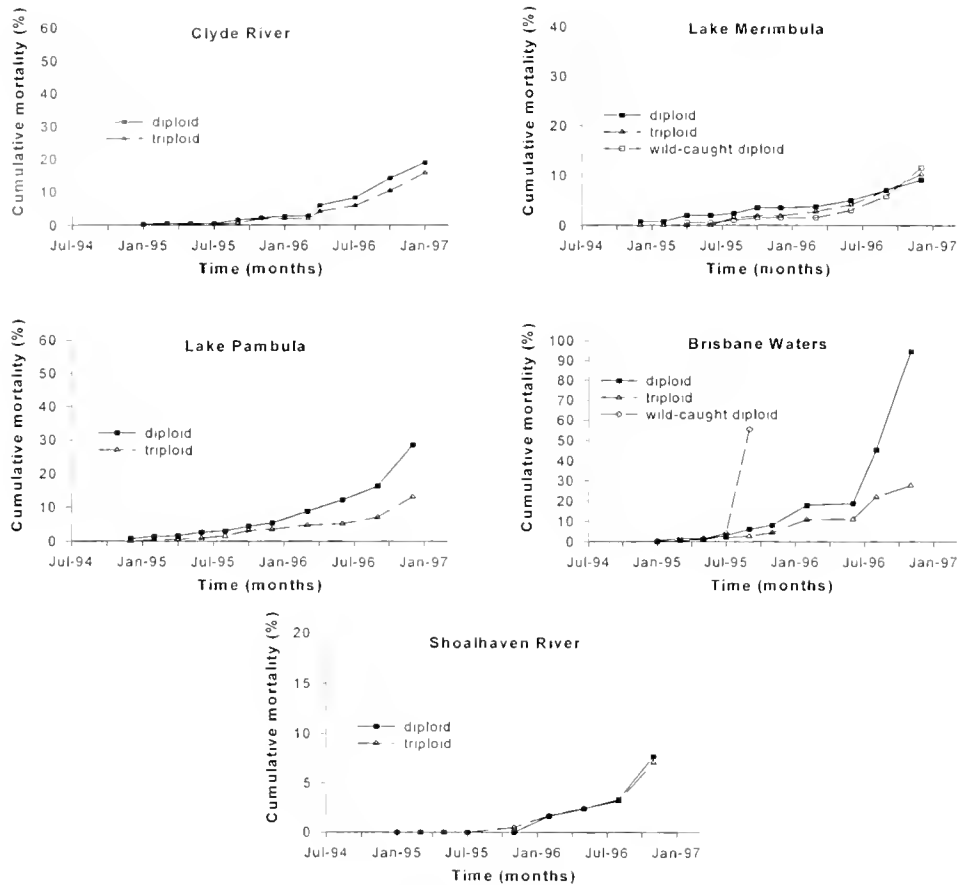 Clyde River
Cumulative mortality (%)
60
50
40
30
20
10
0
diploid
triploid
Jul-94 Jan-95 Jul-95 Jan-96 Jul-96 Jan-97
Time (months)
Lake Merimbula
Cumulative mortality (%)
40
30
20
10
0
diploid
triploid
wild-caught diploid
Jul-94 Jan-95 Jul-95 Jan-96 Jul-96 Jan-97
Time (months)
Lake Pambula
Cumulative mortality (%)
60
50
40
30
20
10
0
diploid
triploid
Jul-94 Jan-95 Jul-95 Jan-96 Jul-96 Jan-97
Time (months)
Brisbane Waters
Cumulative mortality (%)
100
90
80
70
60
50
40
30
20
10
0
diploid
triploid
wild-caught diploid
Jul-94 Jan-95 Jul-95 Jan-96 Jul-96 Jan-97
Time (months)
Shoalhaven River
Cumulative mortality (%)
20
15
10
5
0
diploid
triploid
Jul-94 Jan-95 Jul-95 Jan-96 Jul-96 Jan-97
Time (months)